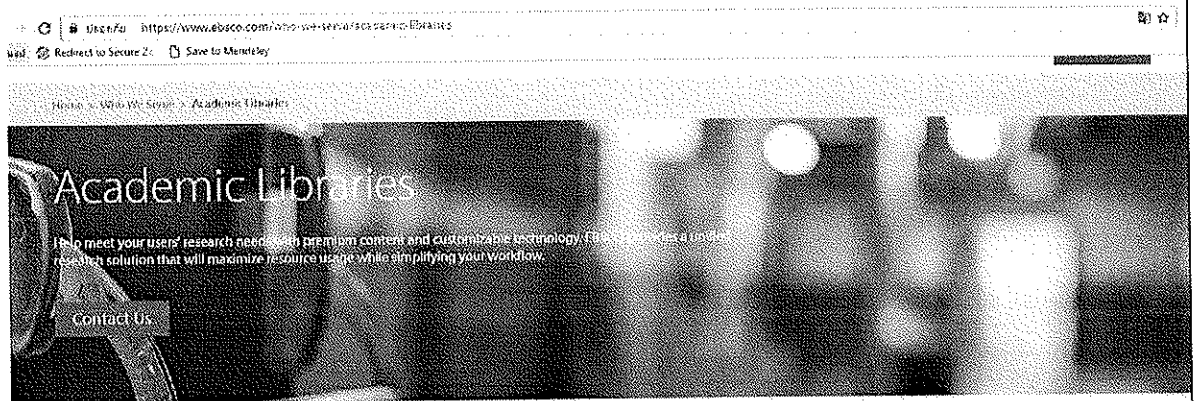 https://www.ebsco.com/who-we-serve/academic-libraries
Redirect to Secure Save to Mendeley
Home > Who We Serve > Academic Libraries
Academic Libraries
Help meet your users' research needs with premium content and customizable technology. a
research solution that will maximize resource usage while simplifying your workflow.
Contact Us